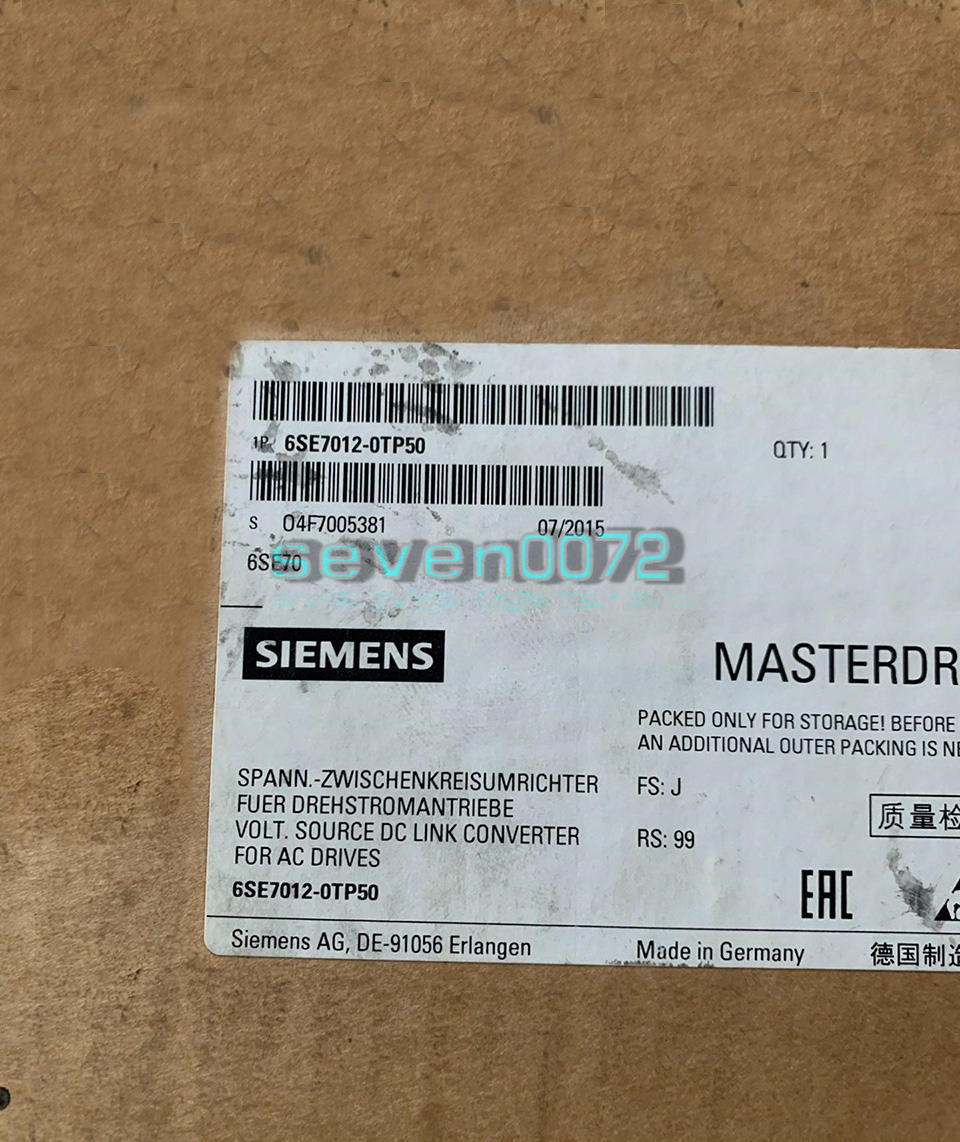 1P 6SE7012-0TP50
QTY: 1
S 04F7005381 07/2015
seven0072
6SE70
SIEMENS
MASTERDR
PACKED ONLY FOR STORAGE! BEFORE
AN ADDITIONAL OUTER PACKING IS NE
SPANN.-ZWISCHENKREISUMRICHTER
FUER DREHSTROMANTRIEBE
VOLT. SOURCE DC LINK CONVERTER
FOR AC DRIVES
6SE7012-0TP50
FS: J
RS: 99
质量检
EAC
Siemens AG, DE-91056 Erlangen
Made in Germany
德国制造